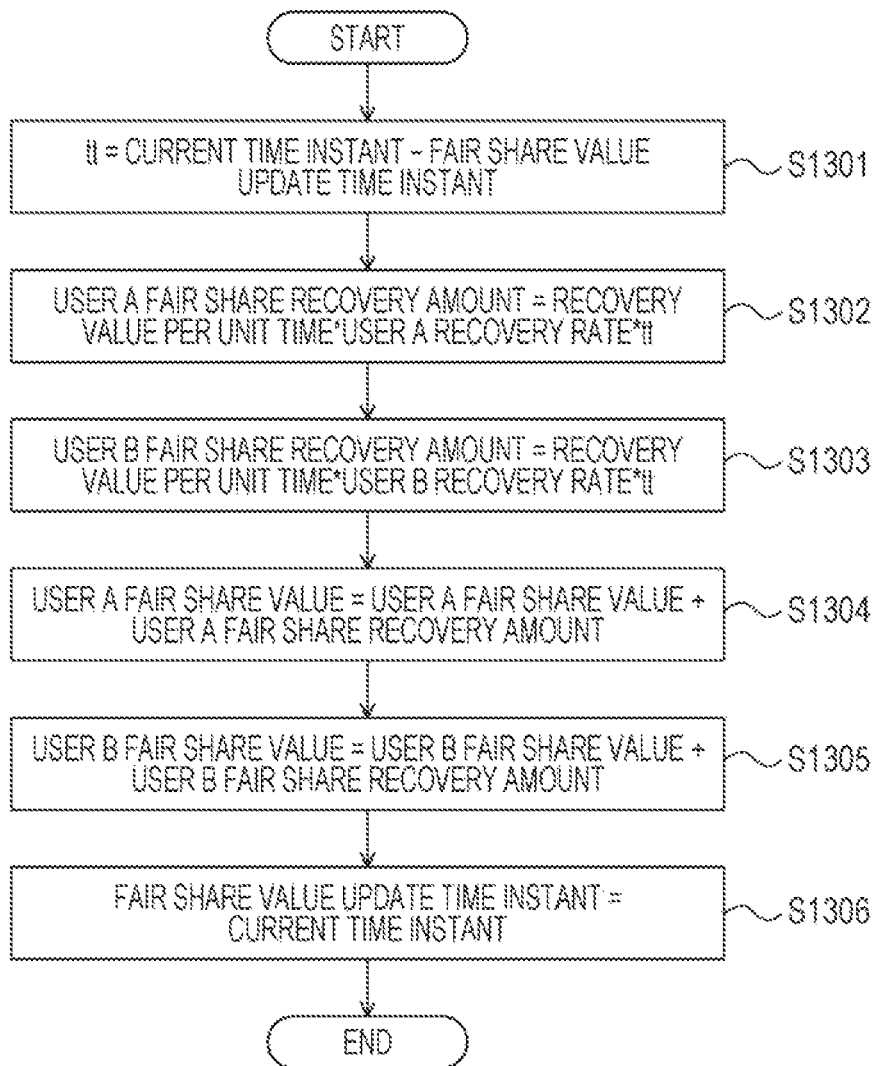 START
tt = CURRENT TIME INSTANT - FAIR SHARE VALUE
UPDATE TIME INSTANT
S1301
USER A FAIR SHARE RECOVERY AMOUNT = RECOVERY
VALUE PER UNIT TIME*USER A RECOVERY RATE*tt
S1302
USER B FAIR SHARE RECOVERY AMOUNT = RECOVERY
VALUE PER UNIT TIME*USER B RECOVERY RATE*tt
S1303
USER A FAIR SHARE VALUE = USER A FAIR SHARE VALUE +
USER A FAIR SHARE RECOVERY AMOUNT
S1304
USER B FAIR SHARE VALUE = USER B FAIR SHARE VALUE +
USER B FAIR SHARE RECOVERY AMOUNT
S1305
FAIR SHARE VALUE UPDATE TIME INSTANT =
CURRENT TIME INSTANT
S1306
END